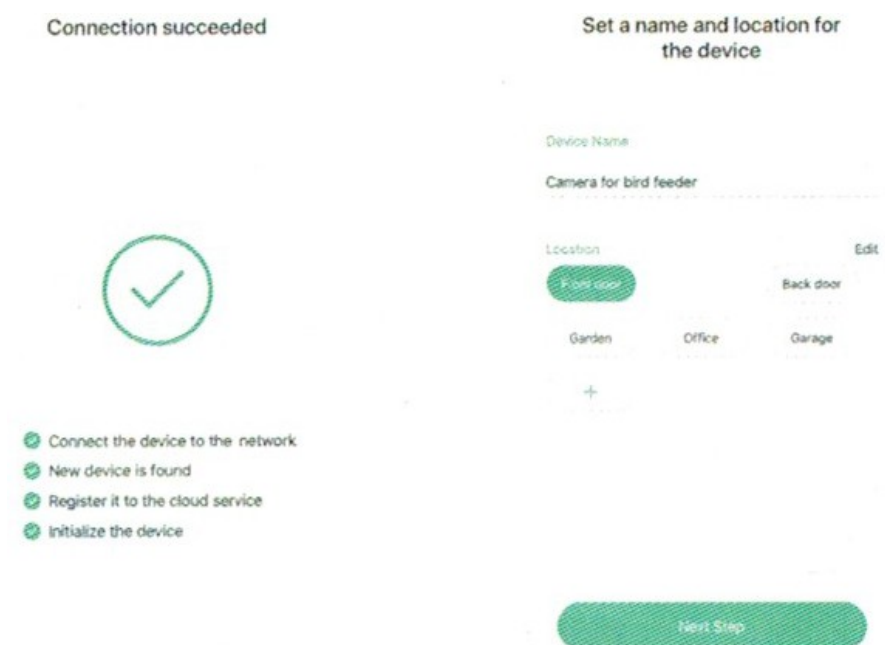 Connection succeeded
Connect the device to the network
New device is found
Register it to the cloud service
Initialize the device
Set a name and location for
the device
Device Name
Camera for bird feeder
Location
Edit
Front door
Back door
Garden
Office
Garage
+
Next Step